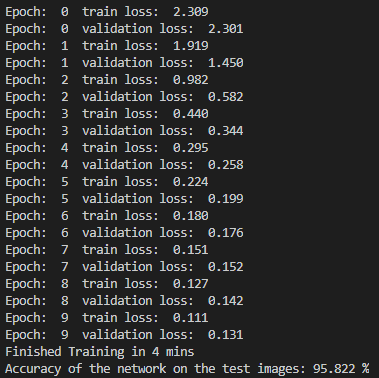 Epoch:  0  train loss:  2.309
Epoch:  0  validation loss:  2.301
Epoch:  1  train loss:  1.919
Epoch:  1  validation loss:  1.450
Epoch:  2  train loss:  0.982
Epoch:  2  validation loss:  0.582
Epoch:  3  train loss:  0.440
Epoch:  3  validation loss:  0.344
Epoch:  4  train loss:  0.295
Epoch:  4  validation loss:  0.258
Epoch:  5  train loss:  0.224
Epoch:  5  validation loss:  0.199
Epoch:  6  train loss:  0.180
Epoch:  6  validation loss:  0.176
Epoch:  7  train loss:  0.151
Epoch:  7  validation loss:  0.152
Epoch:  8  train loss:  0.127
Epoch:  8  validation loss:  0.142
Epoch:  9  train loss:  0.111
Epoch:  9  validation loss:  0.131
Finished Training in 4 mins
Accuracy of the network on the test images: 95.822 %